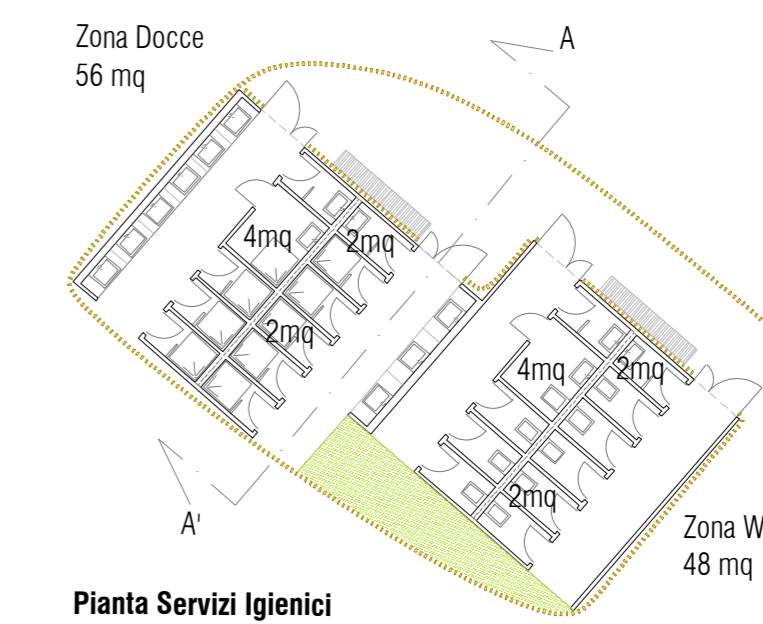 Zona Docce
56 mq
A
4mq
2mq
2mq
4mq
2mq
2mq
A'
Zona W
48 mq
Pianta Servizi Igienici